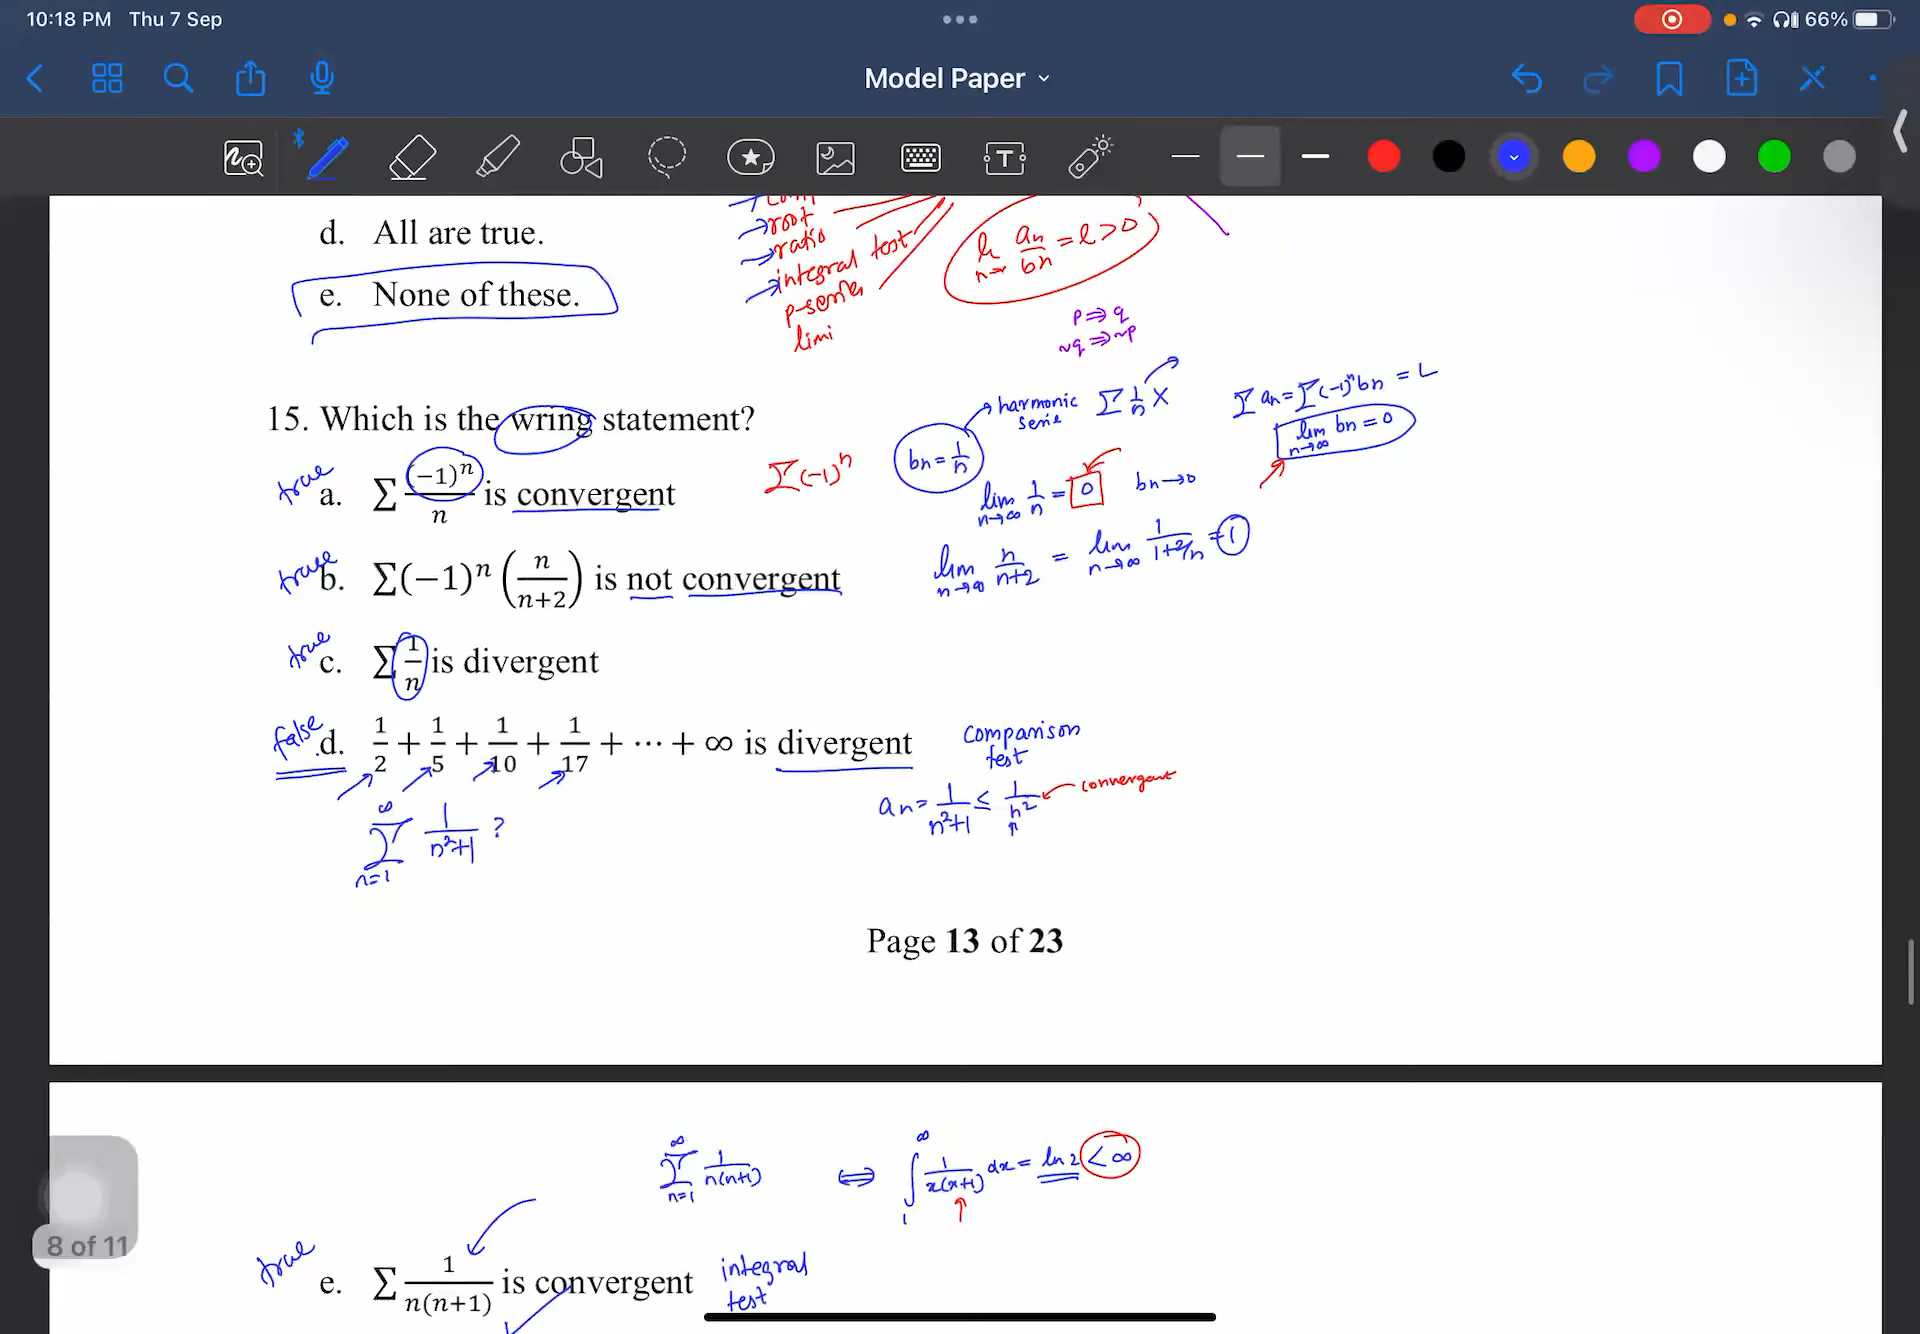 10:18 PM Thu 7 Sep
66%
Model Paper
d. All are true.
e. None of these.
→ root
→ ratio
→ integral test
p-serie
limi
lim n→∞ an/bn = l > 0
p ⇒ q
~q ⇒ ~p
15. Which is the wring statement?
true a. ∑ (−1)ⁿ/n is convergent
∑(-1)ⁿ
bn = 1/n
harmonic serie ∑ 1/n X
∑ an = ∑(-1)ⁿ bn = L
lim n→∞ bn = 0
lim n→∞ 1/n = 0 bn→0
true b. ∑(−1)ⁿ (n/(n+2)) is not convergent
lim n→∞ n/(n+2) = lim n→∞ 1/(1+2/n) = 1
true c. ∑ 1/n is divergent
false d. 1/2 + 1/5 + 1/10 + 1/17 + ⋯ + ∞ is divergent
comparison test
an = 1/(n²+1) ≤ 1/n² convergent
∞ ∑ n=1 1/(n²+1) ?
Page 13 of 23
∞ ∑ n=1 1/(n(n+1)) ⇔ ∫ 1 ∞ 1/(x(x+1)) dx = ln 2 < ∞
8 of 11
true e. ∑ 1/(n(n+1)) is convergent
integral test